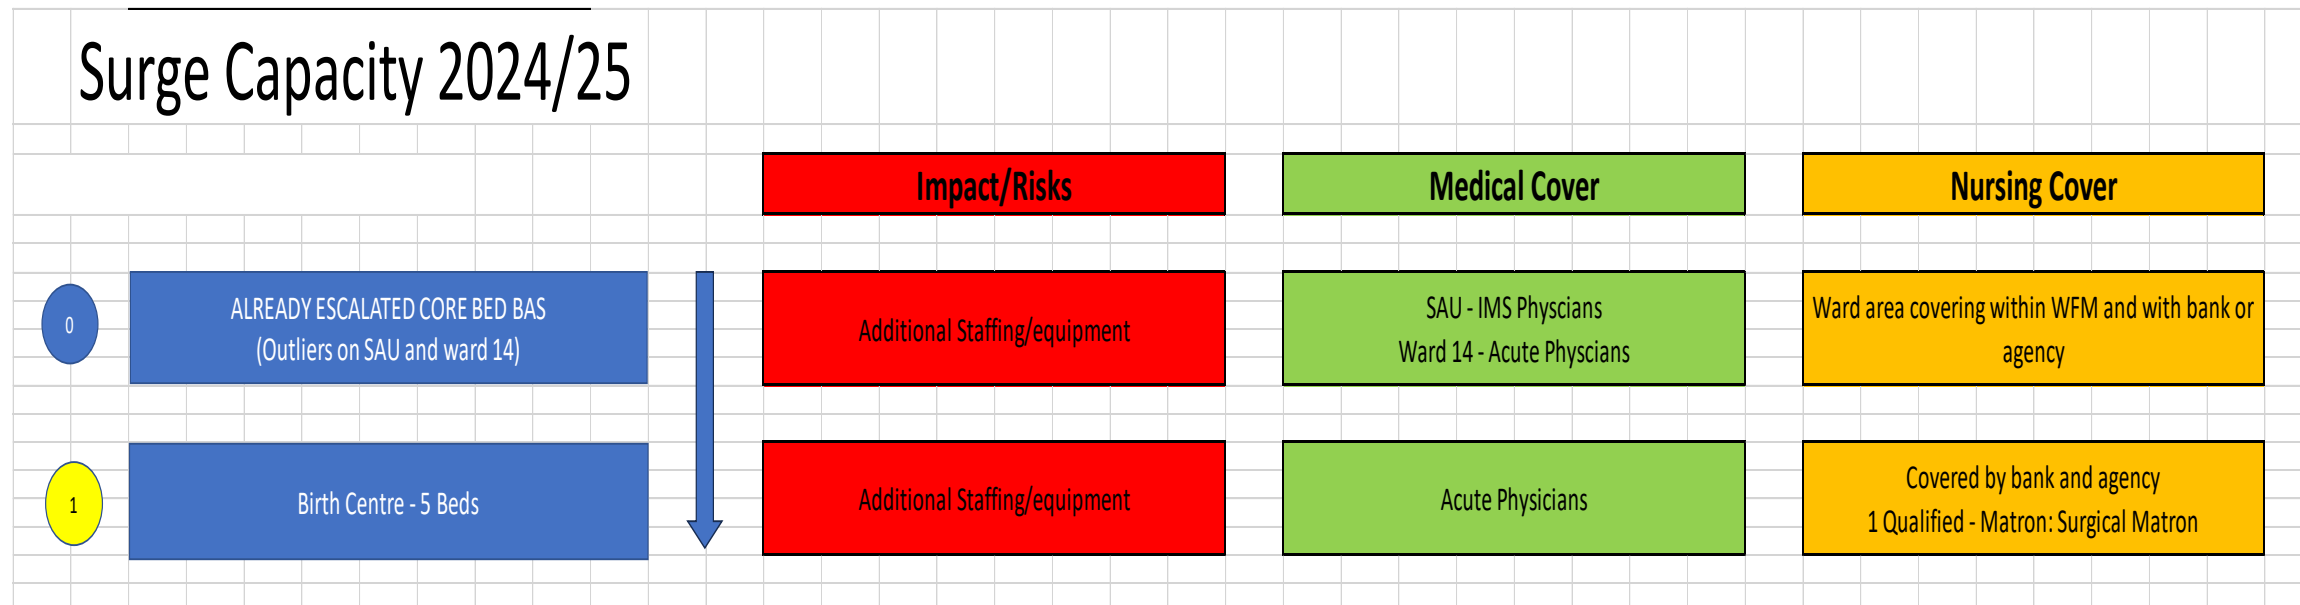 Surge Capacity 2024/25
Impact/Risks
Medical Cover
Nursing Cover
0
ALREADY ESCALATED CORE BED BAS
(Outliers on SAU and ward 14)
Additional Staffing/equipment
SAU - IMS Physcians
Ward 14 - Acute Physcians
Ward area covering within WFM and with bank or
agency
1
Birth Centre - 5 Beds
Additional Staffing/equipment
Acute Physicians
Covered by bank and agency
1 Qualified - Matron: Surgical Matron